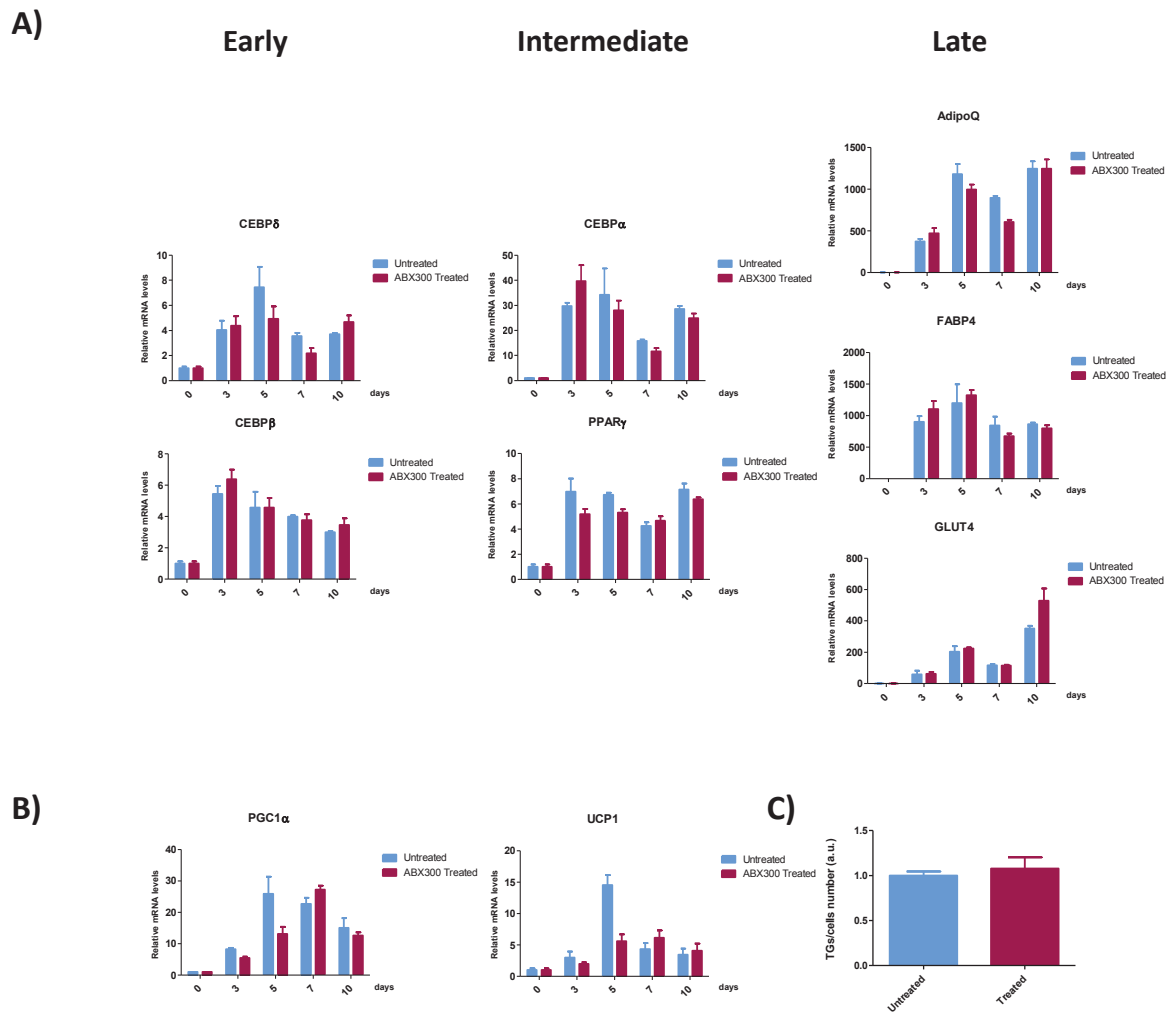 A)
Early
Intermediate
Late
CEBPδ
Relative mRNA levels
10
8
6
4
2
0
0
3
5
7
10
days
Untreated
ABX300 Treated
CEBPβ
Relative mRNA levels
8
6
4
2
0
0
3
5
7
10
days
Untreated
ABX300 Treated
CEBPα
Relative mRNA levels
50
40
30
20
10
0
0
3
5
7
10
days
Untreated
ABX300 Treated
PPARγ
Relative mRNA levels
10
8
6
4
2
0
0
3
5
7
10
days
Untreated
ABX300 Treated
AdipoQ
Relative mRNA levels
1500
1000
500
0
0
3
5
7
10
days
Untreated
ABX300 Treated
FABP4
Relative mRNA levels
2000
1500
1000
500
0
0
3
5
7
10
days
Untreated
ABX300 Treated
GLUT4
Relative mRNA levels
800
600
400
200
0
0
3
5
7
10
days
Untreated
ABX300 Treated
B)
PGC1α
Relative mRNA levels
40
30
20
10
0
0
3
5
7
10
days
Untreated
ABX300 Treated
UCP1
Relative mRNA levels
20
15
10
5
0
0
3
5
7
10
days
Untreated
ABX300 Treated
C)
TGs/cells number (a.u.)
1.5
1.0
0.5
0.0
Untreated
Treated